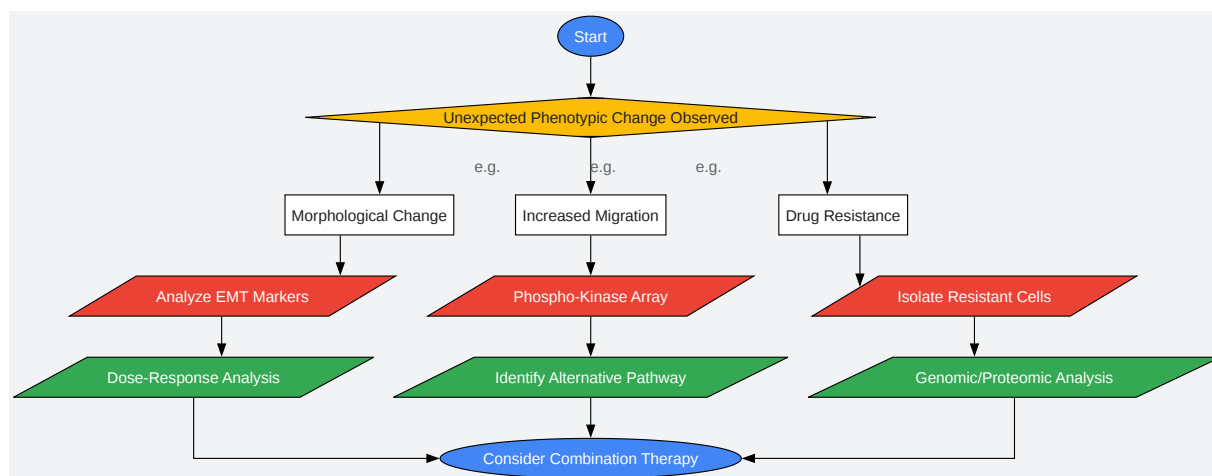 Start
Unexpected Phenotypic Change Observed
e.g.
e.g.
e.g.
Morphological Change
Increased Migration
Drug Resistance
Analyze EMT Markers
Phospho-Kinase Array
Isolate Resistant Cells
Dose-Response Analysis
Identify Alternative Pathway
Genomic/Proteomic Analysis
Consider Combination Therapy